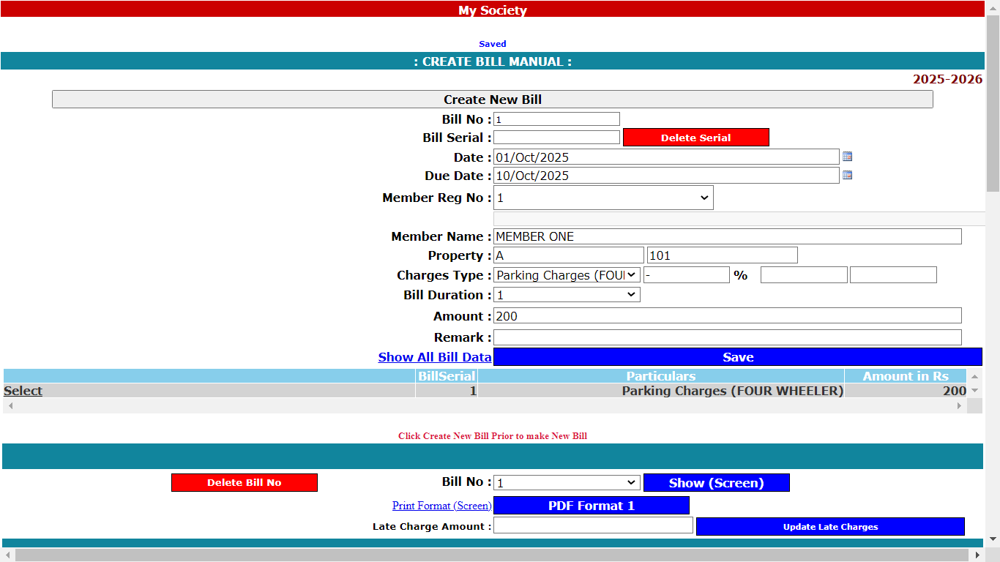 My Society
Saved
: CREATE BILL MANUAL :
2025-2026
Create New Bill
Bill No : 1
Bill Serial : Delete Serial
Date : 01/Oct/2025
Due Date : 10/Oct/2025
Member Reg No : 1
Member Name : MEMBER ONE
Property : A 101
Charges Type : Parking Charges (FOU - %
Bill Duration : 1
Amount : 200
Remark :
Show All Bill Data Save
BillSerial Particulars Amount in Rs
Select 1 Parking Charges (FOUR WHEELER) 200
Click Create New Bill Prior to make New Bill
Delete Bill No Bill No : 1 Show (Screen)
Print Format (Screen) PDF Format 1
Late Charge Amount : Update Late Charges